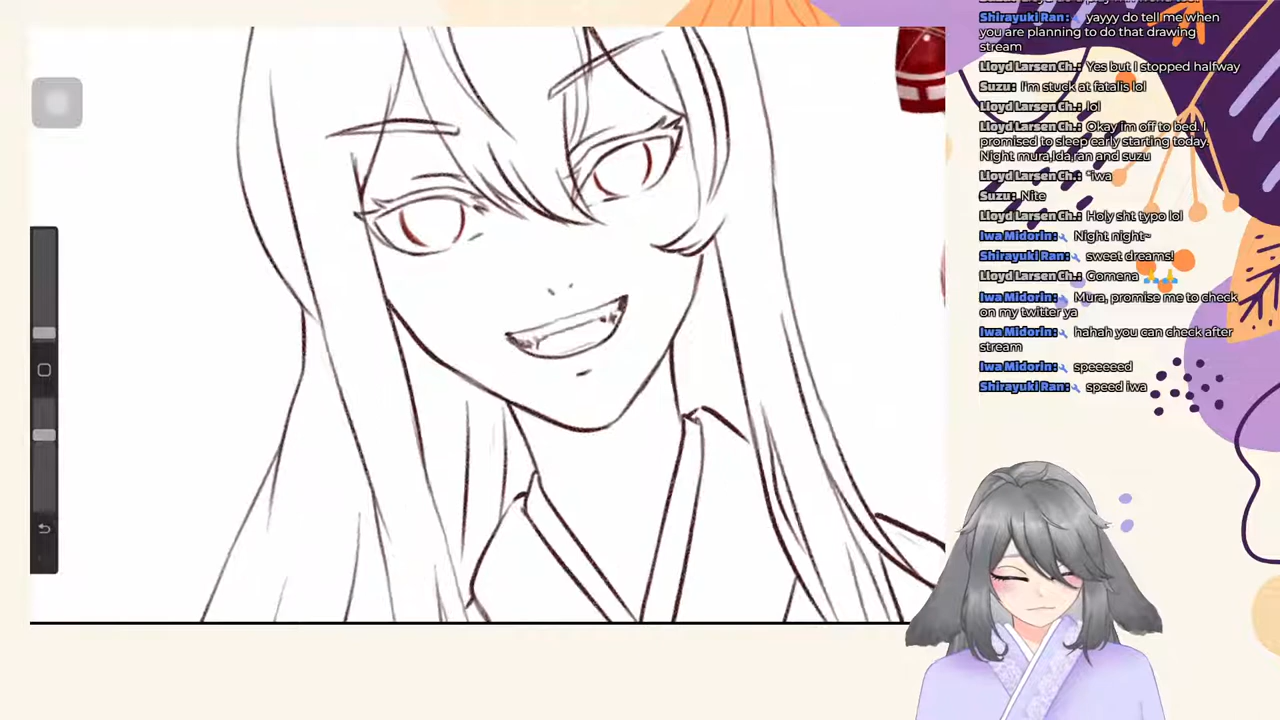 Shirayuki Ran: yayyy do tell me when
you are planning to do that drawing
stream
Lloyd Larsen Ch.: Yes but I stopped halfway
Suzu: I'm stuck at fatalis lol
Lloyd Larsen Ch.: lol
Lloyd Larsen Ch.: Okay im off to bed. I
promised to sleep early starting today.
Night mura,Ida,ran and suzu
Lloyd Larsen Ch.: *iwa
Suzu: Nite
Lloyd Larsen Ch.: Holy sht typo lol
Iwa Midorin: Night night~
Shirayuki Ran: sweet dreams!
Lloyd Larsen Ch.: Gomena
Iwa Midorin: Mura, promise me to check
on my twitter ya
Iwa Midorin: hahah you can check after
stream
Iwa Midorin: speeeeed
Shirayuki Ran: speed iwa